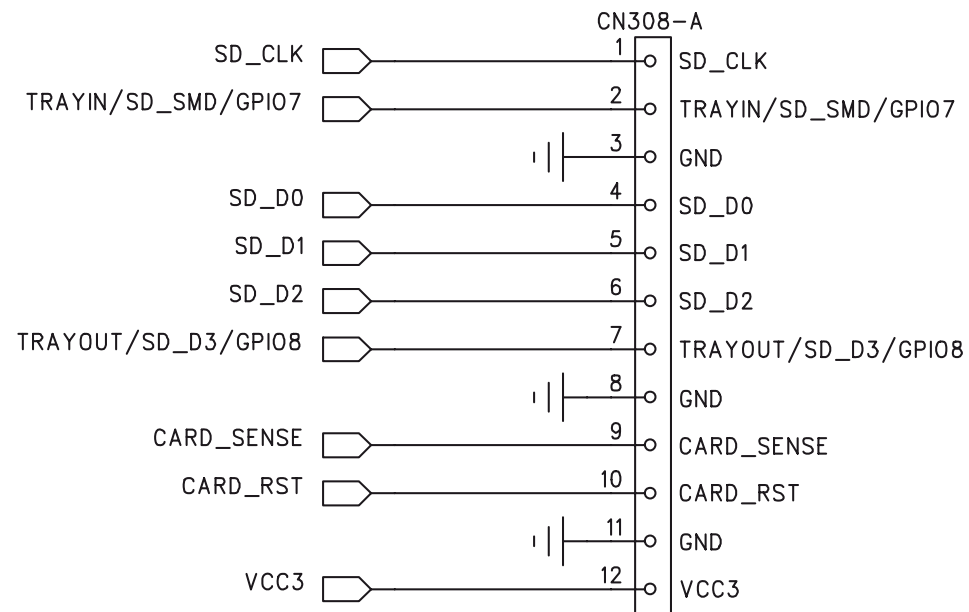 CN308-A
SD_CLK 1 SD_CLK
TRAYIN/SD_SMD/GPIO7 2 TRAYIN/SD_SMD/GPIO7
3 GND
SD_D0 4 SD_D0
SD_D1 5 SD_D1
SD_D2 6 SD_D2
TRAYOUT/SD_D3/GPIO8 7 TRAYOUT/SD_D3/GPIO8
8 GND
CARD_SENSE 9 CARD_SENSE
CARD_RST 10 CARD_RST
11 GND
VCC3 12 VCC3